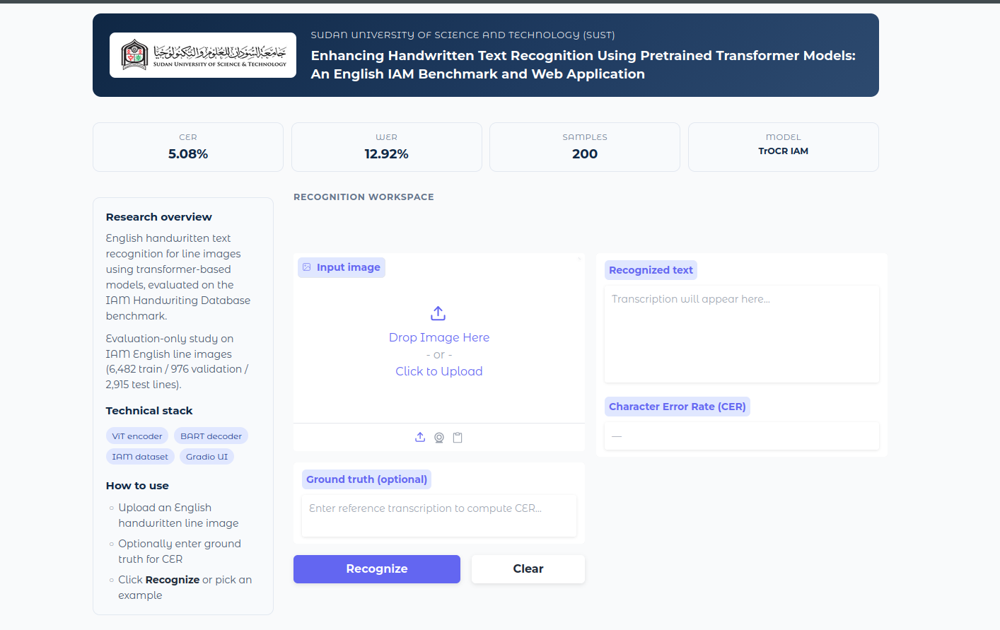 جامعة السودان للعلوم والتكنولوجيا
SUDAN UNIVERSITY OF SCIENCE & TECHNOLOGY
SUDAN UNIVERSITY OF SCIENCE AND TECHNOLOGY (SUST)
Enhancing Handwritten Text Recognition Using Pretrained Transformer Models:
An English IAM Benchmark and Web Application
CER
5.08%
WER
12.92%
SAMPLES
200
MODEL
TrOCR IAM
Research overview
English handwritten text
recognition for line images
using transformer-based
models, evaluated on the
IAM Handwriting Database
benchmark.
Evaluation-only study on
IAM English line images
(6,482 train / 976 validation /
2,915 test lines).
Technical stack
ViT encoder
BART decoder
IAM dataset
Gradio UI
How to use
Upload an English
handwritten line image
Optionally enter ground
truth for CER
Click Recognize or pick an
example
RECOGNITION WORKSPACE
Input image
Drop Image Here
- or -
Click to Upload
Ground truth (optional)
Enter reference transcription to compute CER...
Recognize
Clear
Recognized text
Transcription will appear here...
Character Error Rate (CER)
—